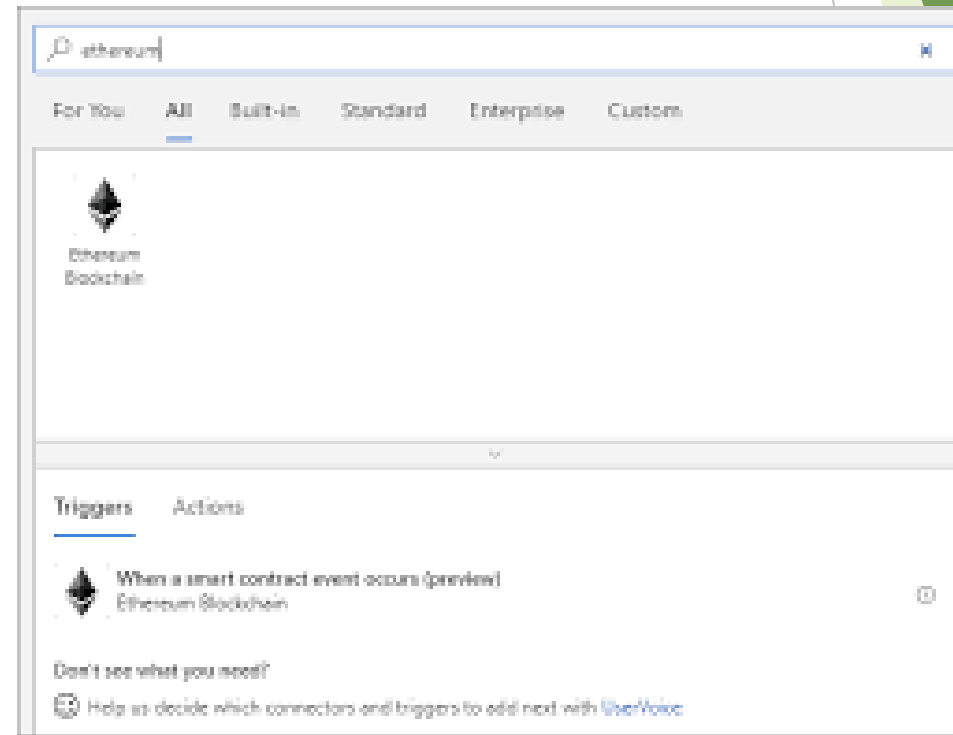 ethereum
For You All Built-in Standard Enterprise Custom
Ethereum
Blockchain
Triggers Actions
When a smart contract event occurs (preview)
Ethereum Blockchain
Don't see what you need?
Help us decide which connectors and triggers to add next with UserVoice